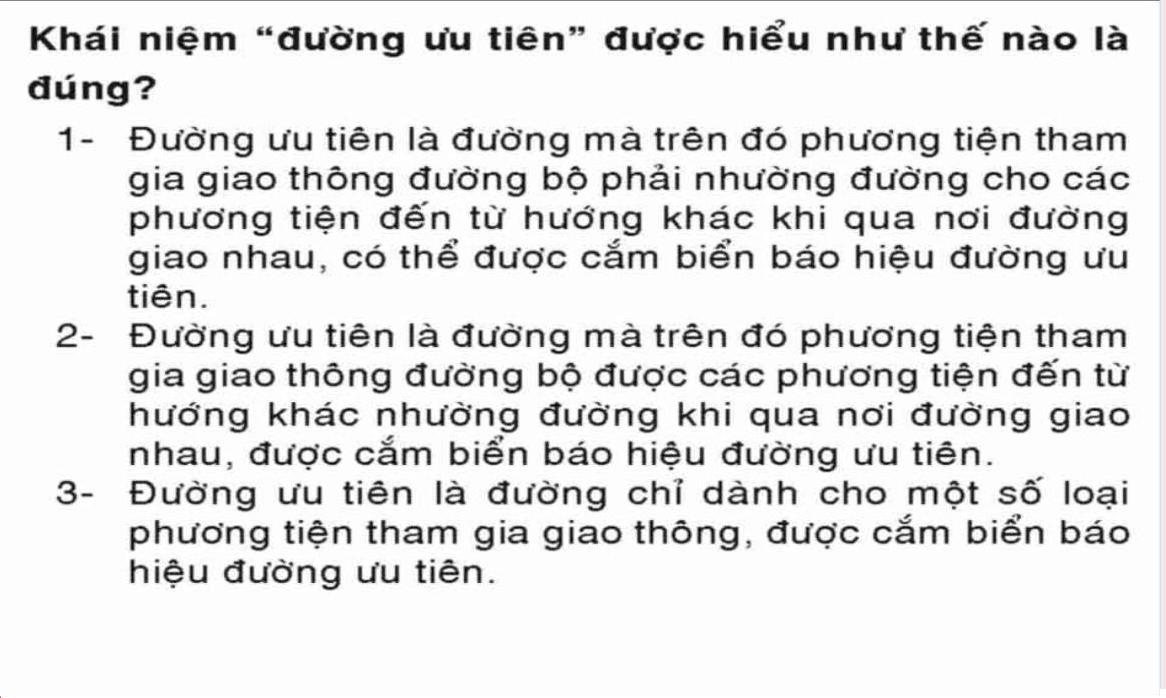 Khái niệm “đường ưu tiên” được hiểu như thế nào là
đúng?
1- Đường ưu tiên là đường mà trên đó phương tiện tham
gia giao thông đường bộ phải nhường đường cho các
phương tiện đến từ hướng khác khi qua nơi đường
giao nhau, có thể được cắm biển báo hiệu đường ưu
tiên.
2- Đường ưu tiên là đường mà trên đó phương tiện tham
gia giao thông đường bộ được các phương tiện đến từ
hướng khác nhường đường khi qua nơi đường giao
nhau, được cắm biển báo hiệu đường ưu tiên.
3- Đường ưu tiên là đường chỉ dành cho một số loại
phương tiện tham gia giao thông, được cắm biển báo
hiệu đường ưu tiên.